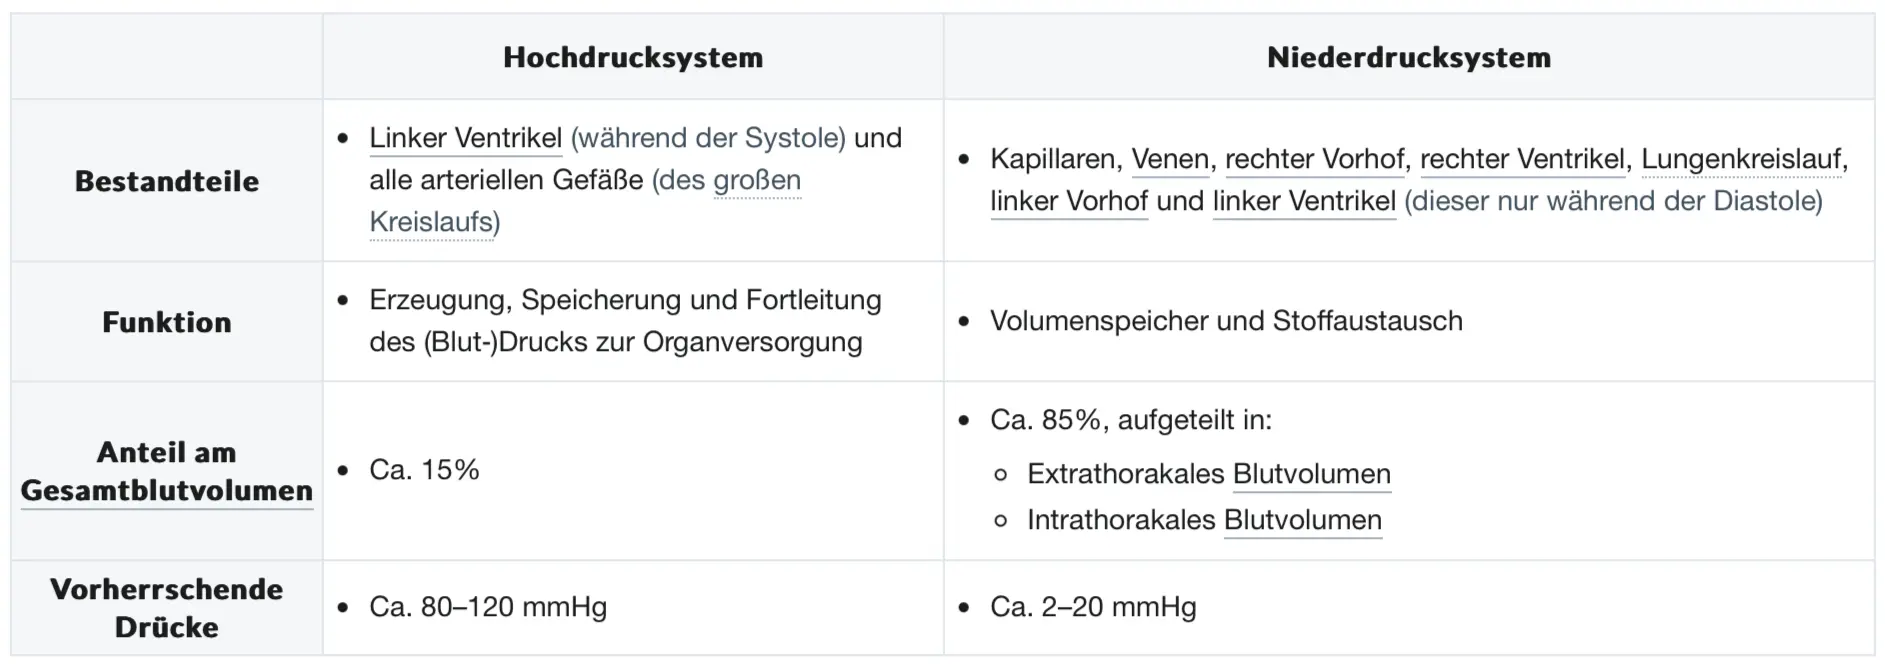 Hochdrucksystem
Niederdrucksystem
Bestandteile
• Linker Ventrikel (während der Systole) und
alle arteriellen Gefäße (des großen
Kreislaufs)
• Kapillaren, Venen, rechter Vorhof, rechter Ventrikel, Lungenkreislauf,
linker Vorhof und linker Ventrikel (dieser nur während der Diastole)
Funktion
• Erzeugung, Speicherung und Fortleitung
des (Blut-)Drucks zur Organversorgung
• Volumenspeicher und Stoffaustausch
Anteil am
Gesamtblutvolumen
• Ca. 15%
• Ca. 85%, aufgeteilt in:
◦ Extrathorakales Blutvolumen
◦ Intrathorakales Blutvolumen
Vorherrschende
Drücke
• Ca. 80–120 mmHg
• Ca. 2–20 mmHg